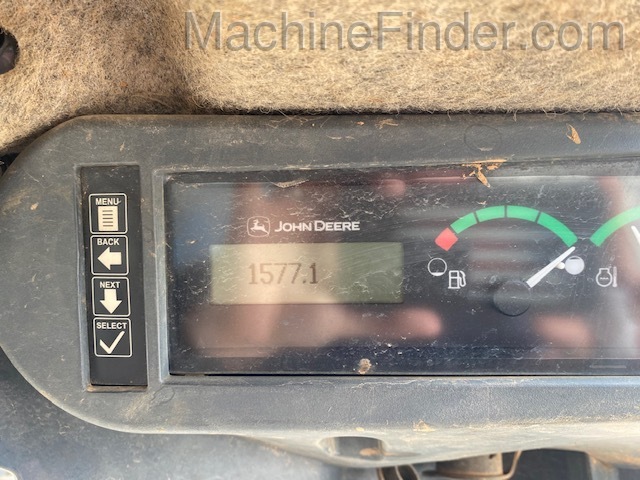 MachineFinder.com
MENU
BACK
NEXT
SELECT
JOHN DEERE
1577.1